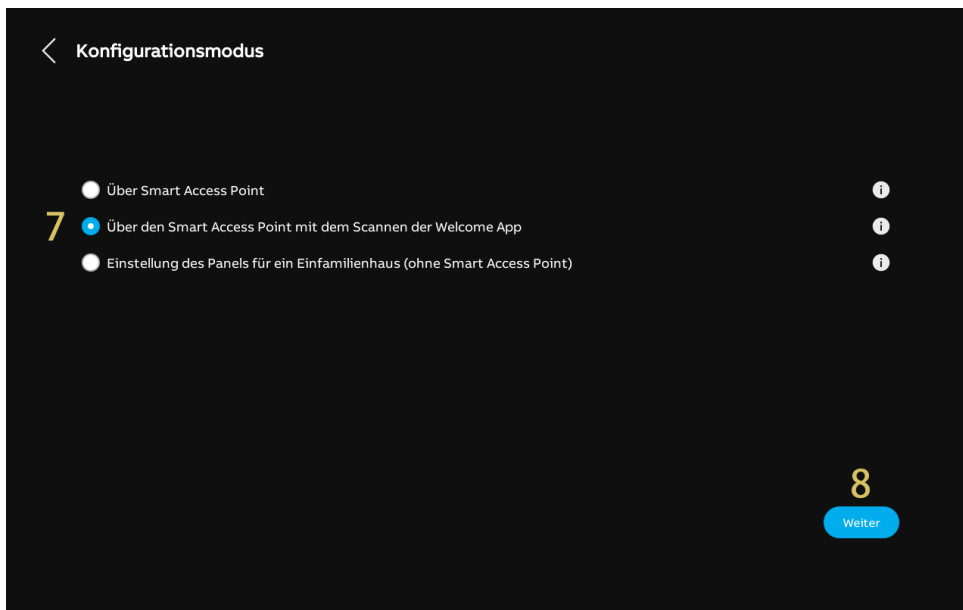 Konfigurationsmodus
Über Smart Access Point
7 Über den Smart Access Point mit dem Scannen der Welcome App
Einstellung des Panels für ein Einfamilienhaus (ohne Smart Access Point)
8
Weiter